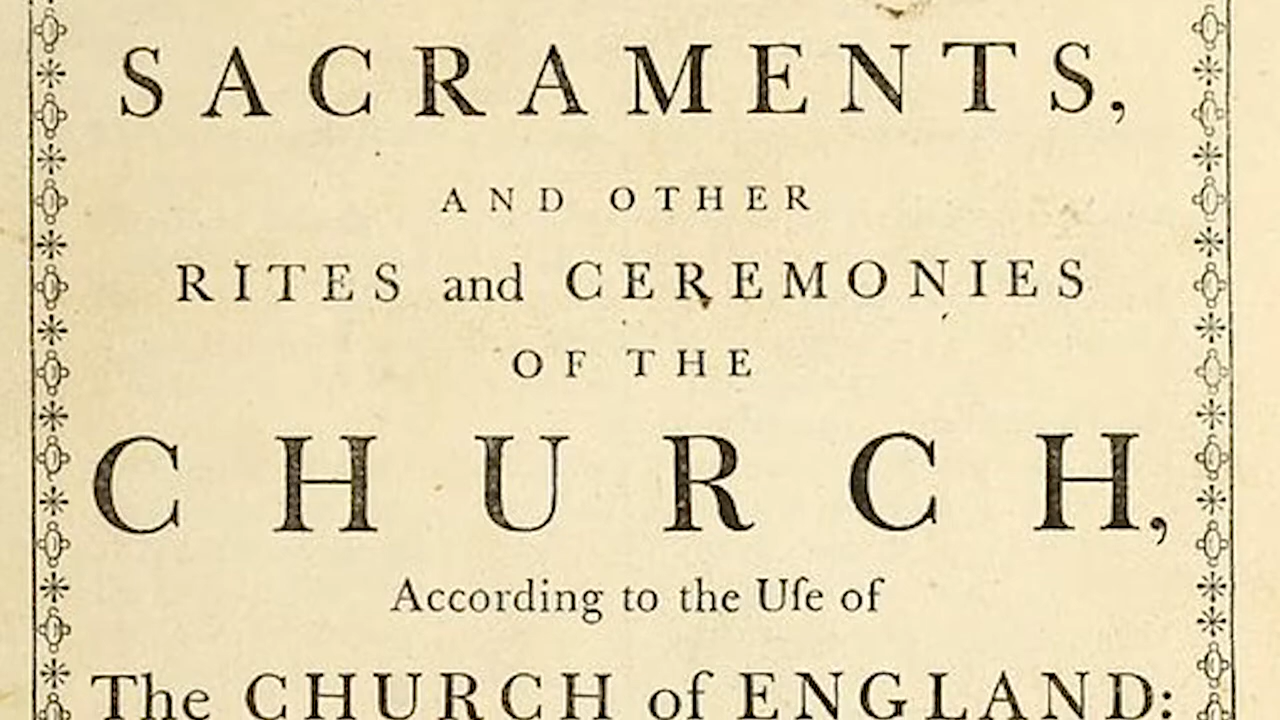 SACRAMENTS,
AND OTHER
RITES and CEREMONIES
OF THE
CHURCH,
According to the Uſe of
The CHURCH of ENGLAND: